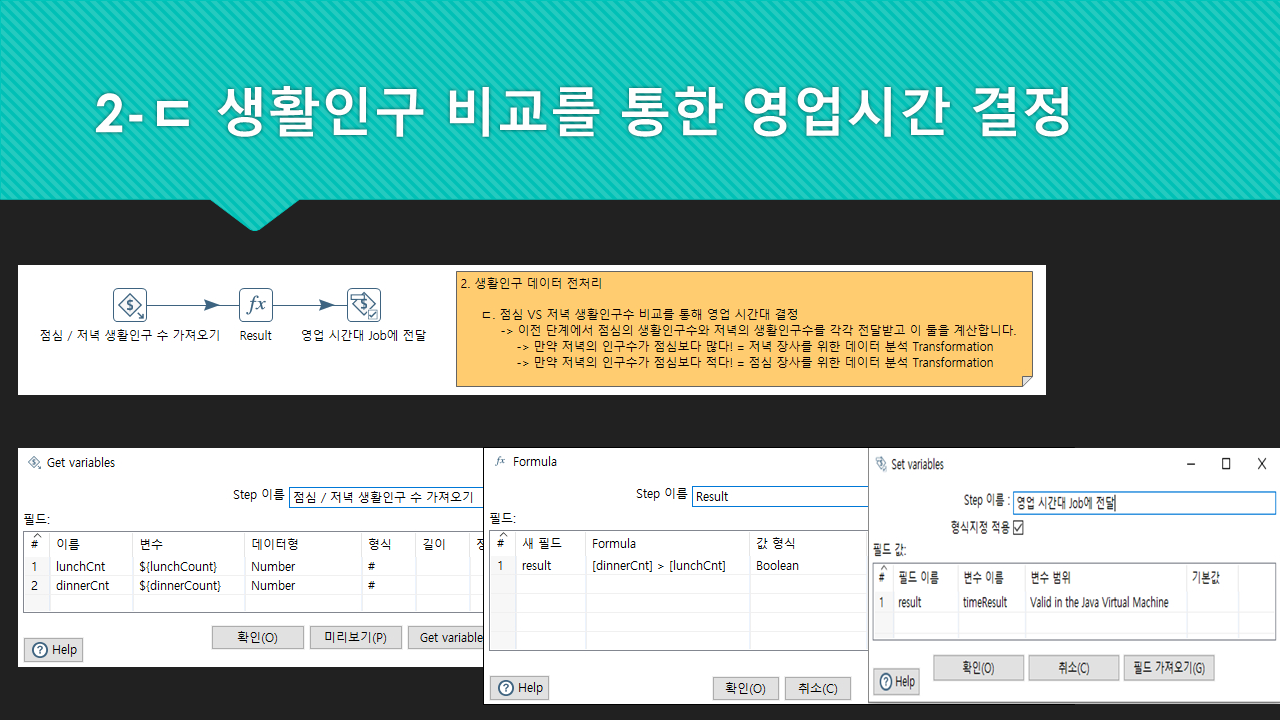 2-ㄷ 생활인구 비교를 통한 영업시간 결정
점심 / 저녁 생활인구 수 가져오기
Result
영업 시간대 Job에 전달
2. 생활인구 데이터 전처리
ㄷ. 점심 VS 저녁 생활인구수 비교를 통해 영업 시간대 결정
-> 이전 단계에서 점심의 생활인구수와 저녁의 생활인구수를 각각 전달받고 이 둘을 계산합니다.
-> 만약 저녁의 인구수가 점심보다 많다! = 저녁 장사를 위한 데이터 분석 Transformation
-> 만약 저녁의 인구수가 점심보다 적다! = 점심 장사를 위한 데이터 분석 Transformation
Get variables
Step 이름 점심 / 저녁 생활인구 수 가져오기
필드:
# 이름 변수 데이터형 형식 길이
1 lunchCnt ${lunchCount} Number #
2 dinnerCnt ${dinnerCount} Number #
확인(O) 미리보기(P) Get variable
Help
Formula
Step 이름 Result
필드:
# 새 필드 Formula 값 형식
1 result [dinnerCnt] > [lunchCnt] Boolean
Help 확인(O) 취소(C)
Set variables
Step 이름 : 영업 시간대 Job에 전달
형식지정 적용
필드 값:
# 필드 이름 변수 이름 변수 범위 기본값
1 result timeResult Valid in the Java Virtual Machine
확인(O) 취소(C) 필드 가져오기(G)
Help